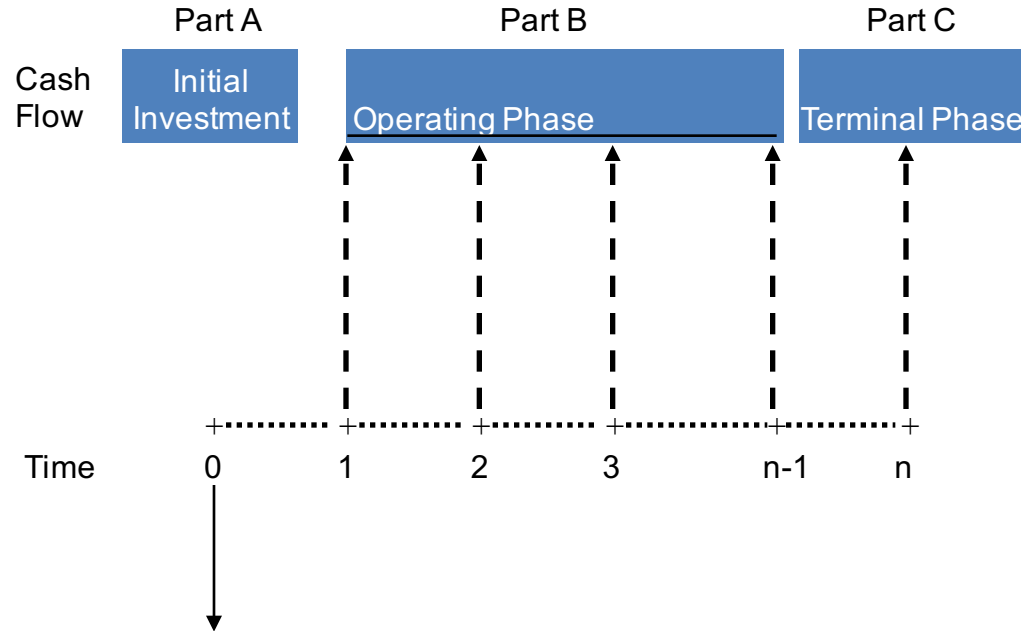 Part A Part B Part C
Cash
Flow
Initial
Investment
Operating Phase
Terminal Phase
Time 0 1 2 3 n-1 n